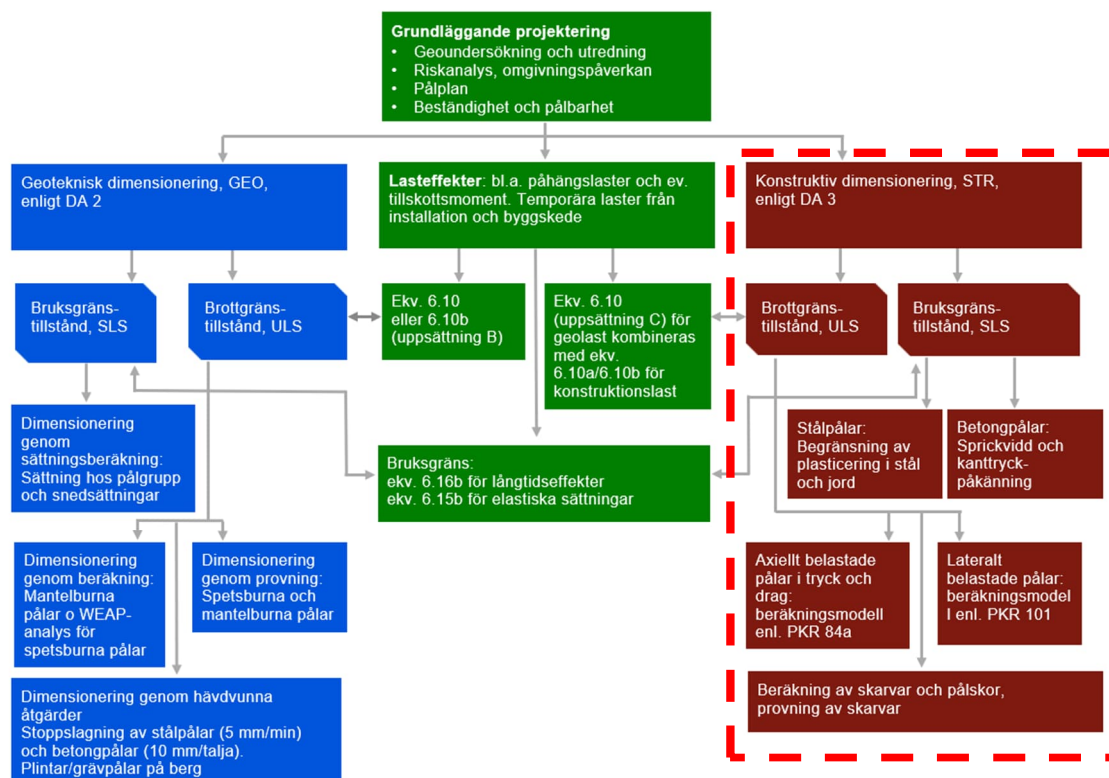 Grundläggande projektering
• Geoundersökning och utredning
• Riskanalys, omgivningspåverkan
• Pålplan
• Beständighet och pålbarhet
Geoteknisk dimensionering, GEO,
enligt DA 2
Lasteffekter: bl.a. påhängslaster och ev.
tillskottsmoment. Temporära laster från
installation och byggskede
Konstruktiv dimensionering, STR,
enligt DA 3
Bruksgräns-
tillstånd, SLS
Brottgräns-
tillstånd, ULS
Ekv. 6.10
eller 6.10b
(uppsättning B)
Ekv. 6.10
(uppsättning C) för
geolast kombineras
med ekv.
6.10a/6.10b för
konstruktionslast
Brottgräns-
tillstånd, ULS
Bruksgräns-
tillstånd, SLS
Dimensionering
genom
sättningsberäkning:
Sättning hos pålgrupp
och snedsättningar
Bruksgräns:
ekv. 6.16b för långtidseffekter
ekv. 6.15b för elastiska sättningar
Stålpålar:
Begränsning av
plasticering i stål
och jord
Betongpålar:
Sprickvidd och
kanttryck-
påkänning
Dimensionering
genom beräkning:
Mantelburna
pålar o WEAP-
analys för
spetsburna pålar
Dimensionering
genom provning:
Spetsburna och
mantelburna pålar
Axiellt belastade
pålar i tryck och
drag:
beräkningsmodell
enl. PKR 84a
Lateralt
belastade pålar:
beräkningsmodel
l enl. PKR 101
Dimensionering genom hävdvunna
åtgärder
Stoppslagning av stålpålar (5 mm/min)
och betongpålar (10 mm/talja).
Plintar/grävpålar på berg
Beräkning av skarvar och pålskor,
provning av skarvar